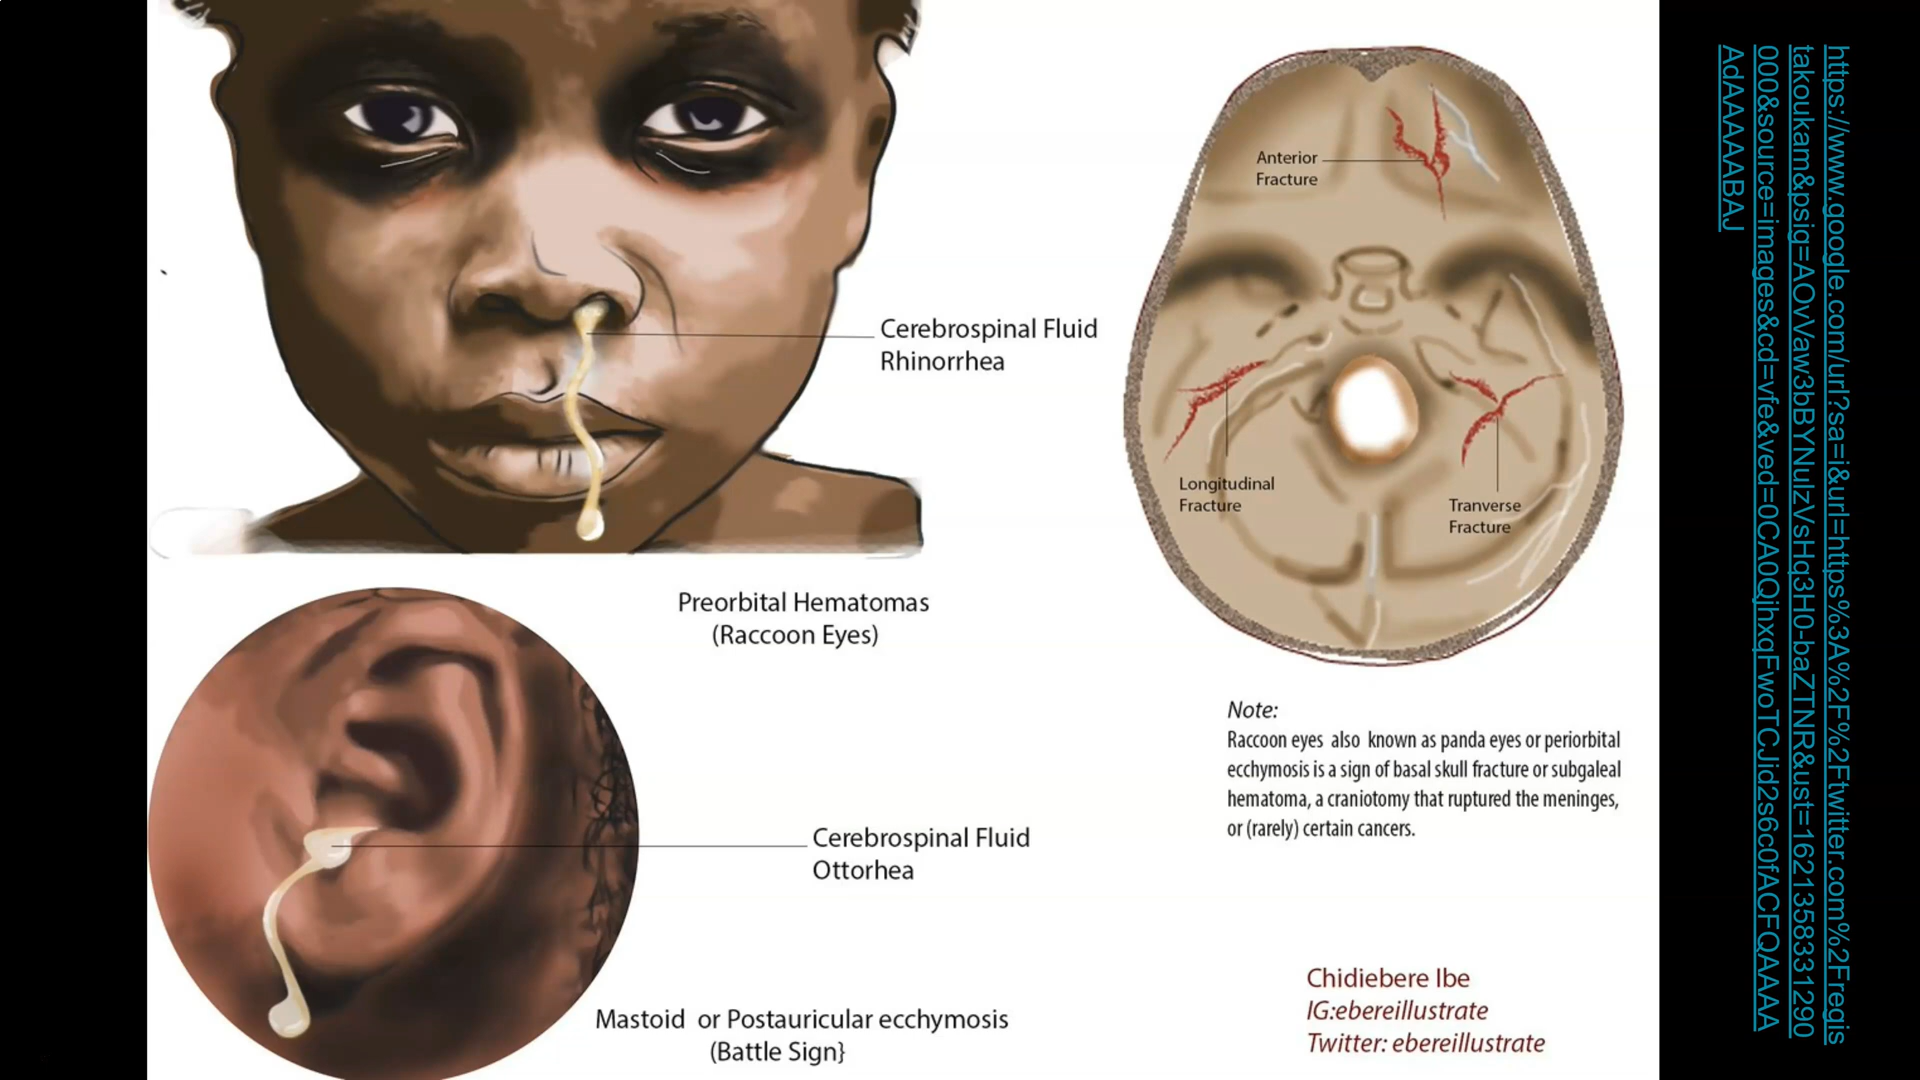 Cerebrospinal Fluid
Rhinorrhea
Preorbital Hematomas
(Raccoon Eyes)
Cerebrospinal Fluid
Ottorhea
Mastoid or Postauricular ecchymosis
(Battle Sign}
Anterior
Fracture
Longitudinal
Fracture
Tranverse
Fracture
Note:
Raccoon eyes also known as panda eyes or periorbital
ecchymosis is a sign of basal skull fracture or subgaleal
hematoma, a craniotomy that ruptured the meninges,
or (rarely) certain cancers.
Chidiebere Ibe
IG:ebereillustrate
Twitter: ebereillustrate
https://www.google.com/url?sa=i&url=https%3A%2F%2Ftwitter.com%2Fregis
takoukam&psig=AOvVaw3bBYNulzVsHq3H0-baZTNR&ust=1621358331290
000&source=images&cd=vfe&ved=0CA0QjhxqFwoTCJid2s6c0fACFQAAAA
AdAAAAABAJ